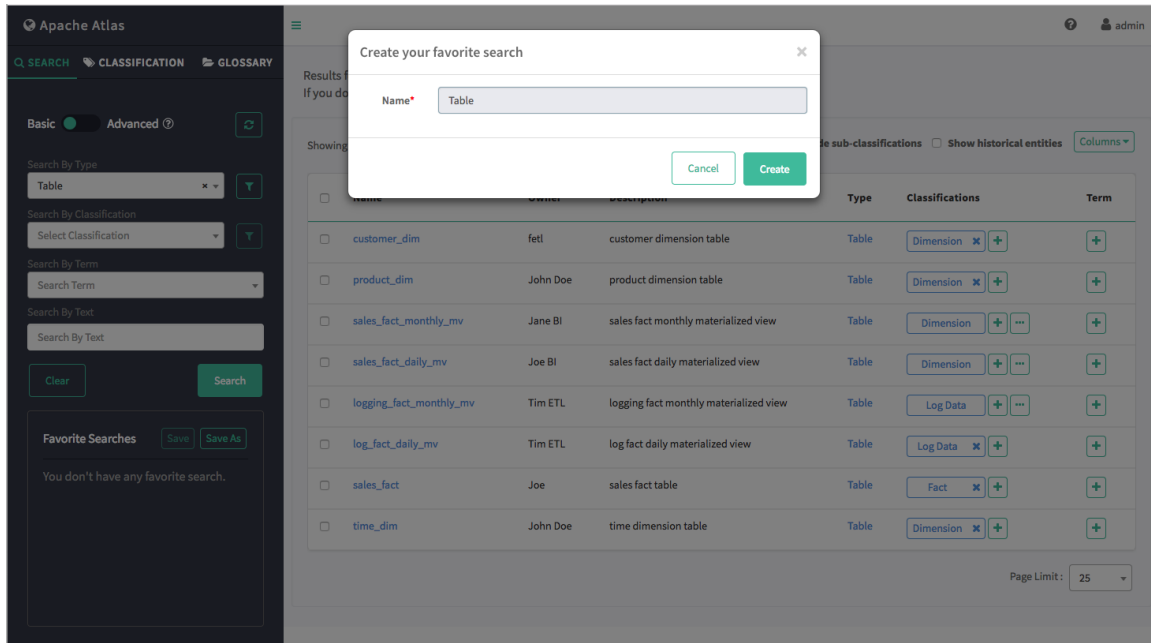 Apache Atlas
admin
SEARCH CLASSIFICATION GLOSSARY
Create your favorite search ×
Name* Table
Cancel Create
Results
If you do
Basic Advanced
Showing
sub-classifications Show historical entities Columns
Search By Type
Table ×
Search By Classification
Select Classification
Search By Term
Search Term
Search By Text
Search By Text
Clear Search
Favorite Searches Save Save As
You don't have any favorite search.
Name Owner Description Type Classifications Term
customer_dim fetl customer dimension table Table Dimension × + +
product_dim John Doe product dimension table Table Dimension × + +
sales_fact_monthly_mv Jane BI sales fact monthly materialized view Table Dimension + ... +
sales_fact_daily_mv Joe BI sales fact daily materialized view Table Dimension + ... +
logging_fact_monthly_mv Tim ETL logging fact monthly materialized view Table Log Data + ... +
log_fact_daily_mv Tim ETL log fact daily materialized view Table Log Data × + +
sales_fact Joe sales fact table Table Fact × + +
time_dim John Doe time dimension table Table Dimension × + +
Page Limit : 25